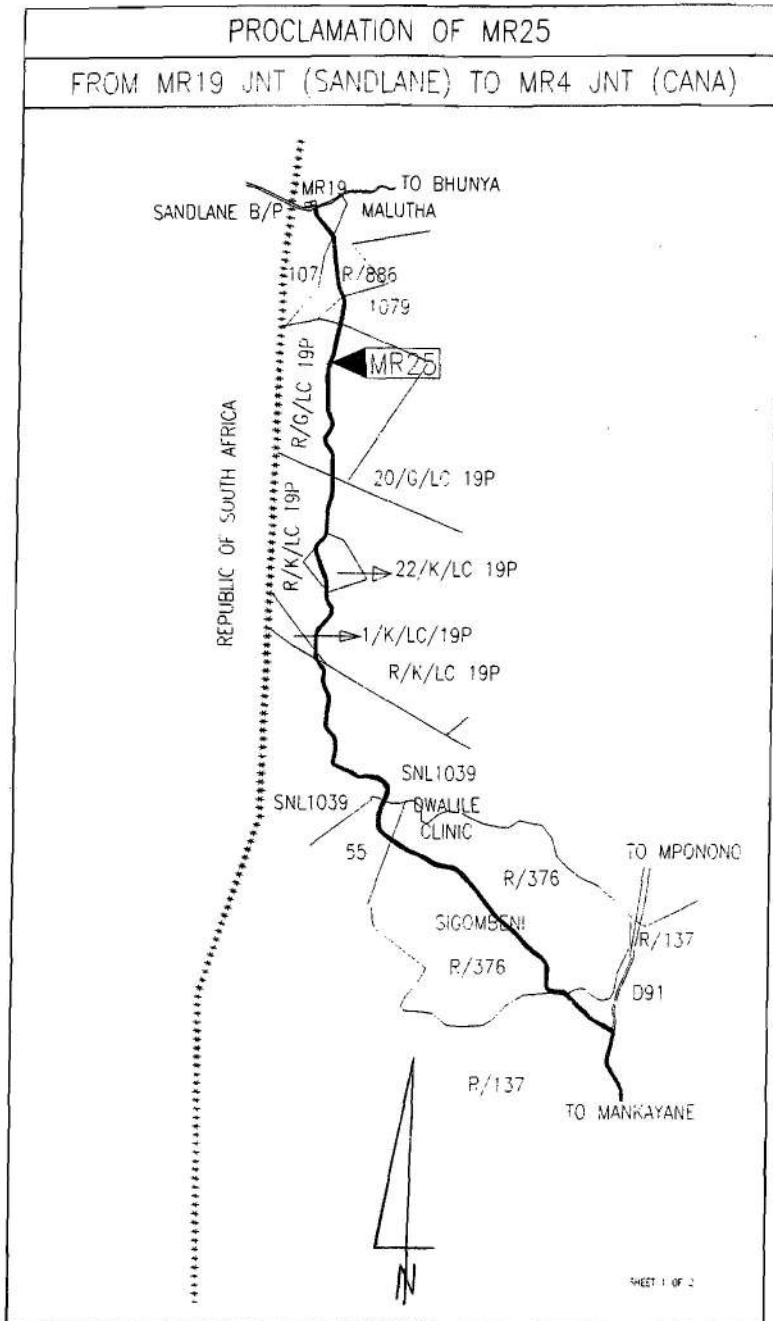 PROCLAMATION OF MR25
FROM MR19 JNT (SANDLANE) TO MR4 JNT (CANA)
MR19
TO BHUNYA
SANDLANE B/P
MALUTHA
107
R/886
1079
MR25
R/G/LC 19P
REPUBLIC OF SOUTH AFRICA
20/G/LC 19P
R/K/LC 19P
22/K/LC 19P
1/K/LC/19P
R/K/LC 19P
SNL1039
SNL1039
DWALILE
CLINIC
55
TO MPONONO
R/376
SIGOMBENI
R/137
R/376
D91
R/137
TO MANKAYANE
N
SHEET 1 OF 2